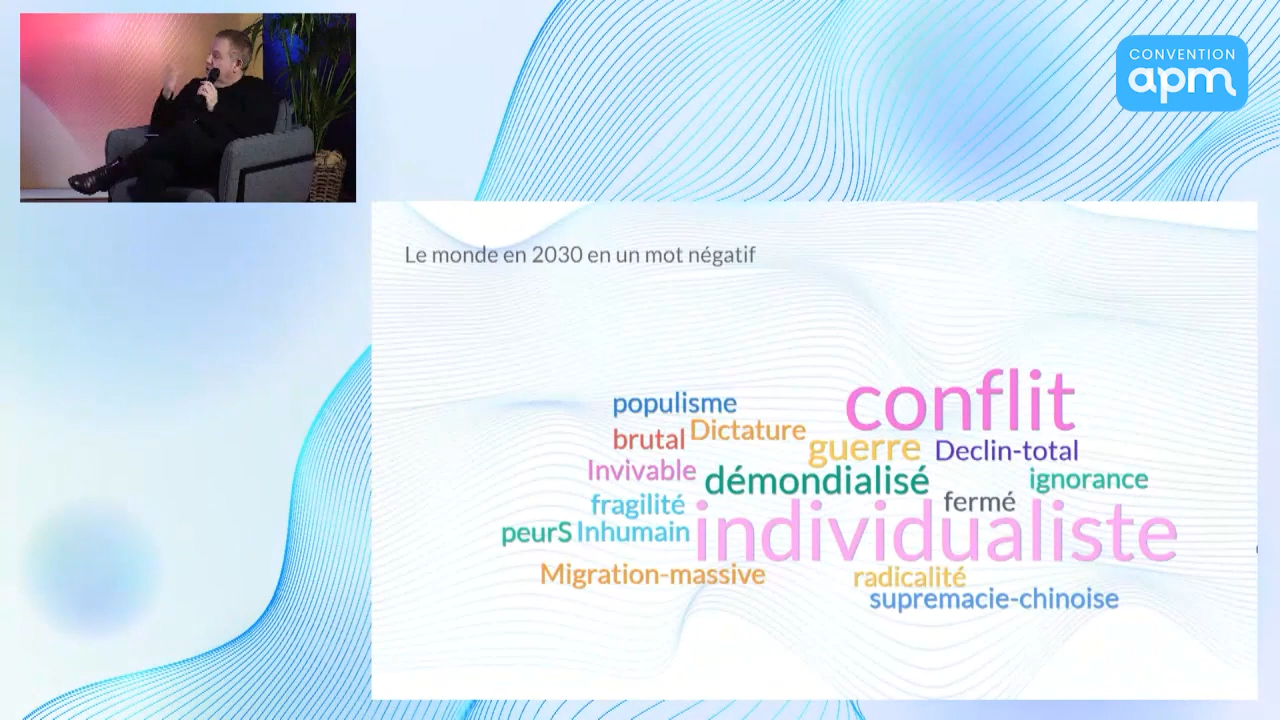 CONVENTION
apm
Le monde en 2030 en un mot négatif
conflit
populisme
Dictature
brutal
guerre
Declin-total
Invivable
démondialisé
ignorance
fragilité
fermé
peurS
Inhumain
individualiste
Migration-massive
radicalité
supremacie-chinoise